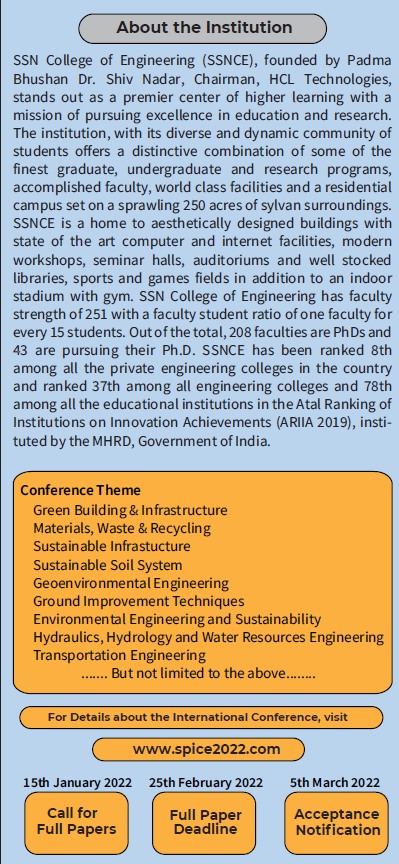 About the Institution
SSN College of Engineering (SSNCE), founded by Padma
Bhushan Dr. Shiv Nadar, Chairman, HCL Technologies,
stands out as a premier center of higher learning with a
mission of pursuing excellence in education and research.
The institution, with its diverse and dynamic community of
students offers a distinctive combination of some of the
finest graduate, undergraduate and research programs,
accomplished faculty, world class facilities and a residential
campus set on a sprawling 250 acres of sylvan surroundings.
SSNCE is a home to aesthetically designed buildings with
state of the art computer and internet facilities, modern
workshops, seminar halls, auditoriums and well stocked
libraries, sports and games fields in addition to an indoor
stadium with gym. SSN College of Engineering has faculty
strength of 251 with a faculty student ratio of one faculty for
every 15 students. Out of the total, 208 faculties are PhDs and
43 are pursuing their Ph.D. SSNCE has been ranked 8th
among all the private engineering colleges in the country
and ranked 37th among all engineering colleges and 78th
among all the educational institutions in the Atal Ranking of
Institutions on Innovation Achievements (ARIIA 2019), insti-
tuted by the MHRD, Government of India.
Conference Theme
Green Building & Infrastructure
Materials, Waste & Recycling
Sustainable Infrastucture
Sustainable Soil System
Geoenvironmental Engineering
Ground Improvement Techniques
Environmental Engineering and Sustainability
Hydraulics, Hydrology and Water Resources Engineering
Transportation Engineering
....... But not limited to the above........
For Details about the International Conference, visit
www.spice2022.com
15th January 2022
Call for
Full Papers
25th February 2022
Full Paper
Deadline
5th March 2022
Acceptance
Notification